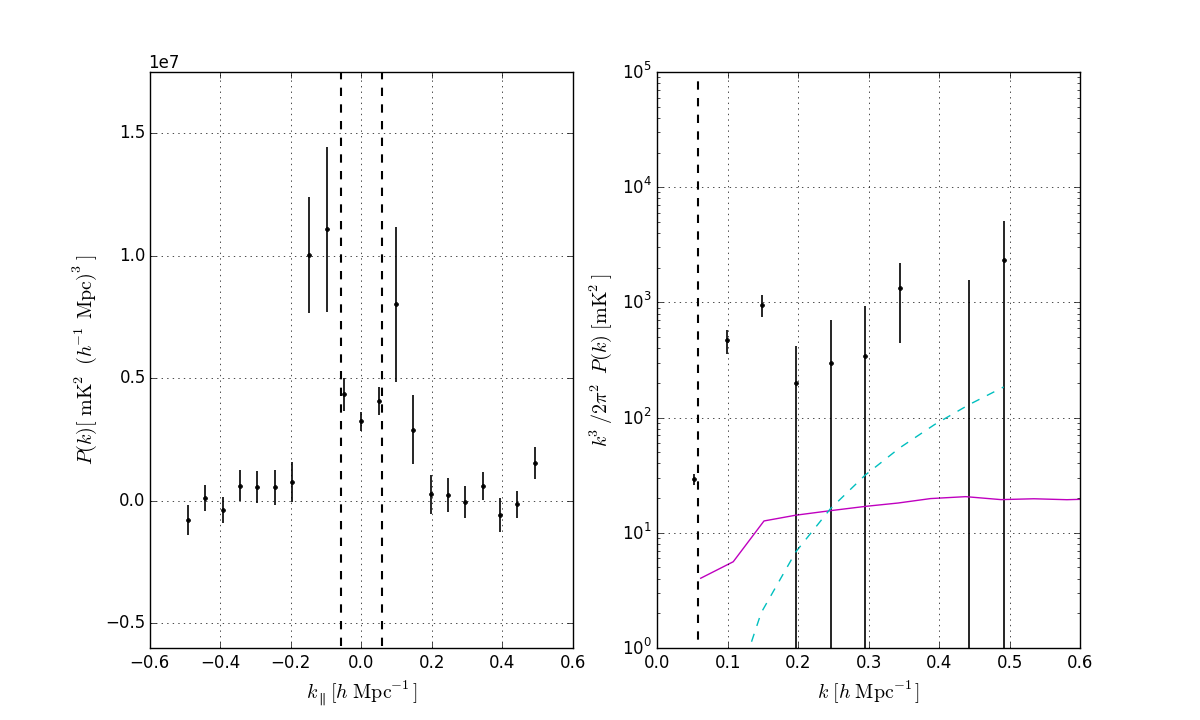 1e7
1.5
1.0
0.5
0.0
−0.5
−0.6 −0.4 −0.2 0.0 0.2 0.4 0.6
k∥ [h Mpc⁻¹]
P(k)[ mK² (h⁻¹ Mpc)³ ]
10⁵
10⁴
10³
10²
10¹
10⁰
0.0 0.1 0.2 0.3 0.4 0.5 0.6
k [h Mpc⁻¹]
k³/2π² P(k) [mK²]